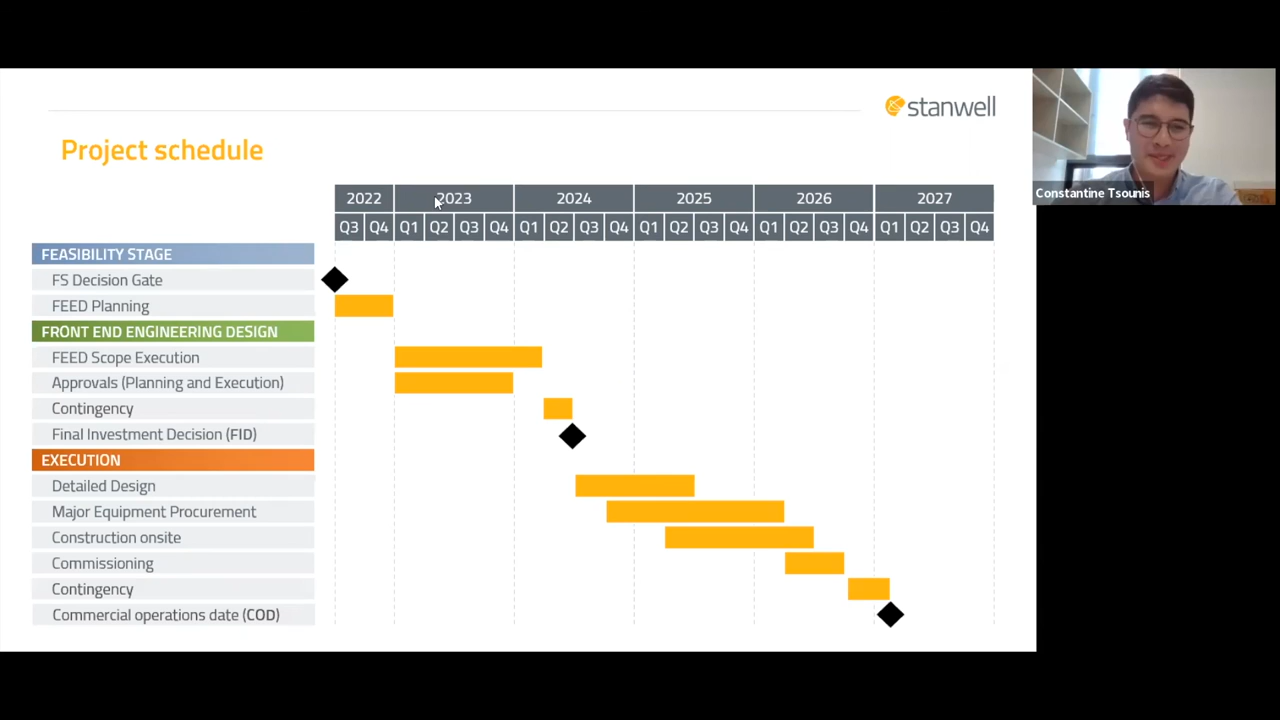 stanwell
Project schedule
2022 2023 2024 2025 2026 2027
Q3 Q4 Q1 Q2 Q3 Q4 Q1 Q2 Q3 Q4 Q1 Q2 Q3 Q4 Q1 Q2 Q3 Q4 Q1 Q2 Q3 Q4
FEASIBILITY STAGE
FS Decision Gate
FEED Planning
FRONT END ENGINEERING DESIGN
FEED Scope Execution
Approvals (Planning and Execution)
Contingency
Final Investment Decision (FID)
EXECUTION
Detailed Design
Major Equipment Procurement
Construction onsite
Commissioning
Contingency
Commercial operations date (COD)
Constantine Tsounis